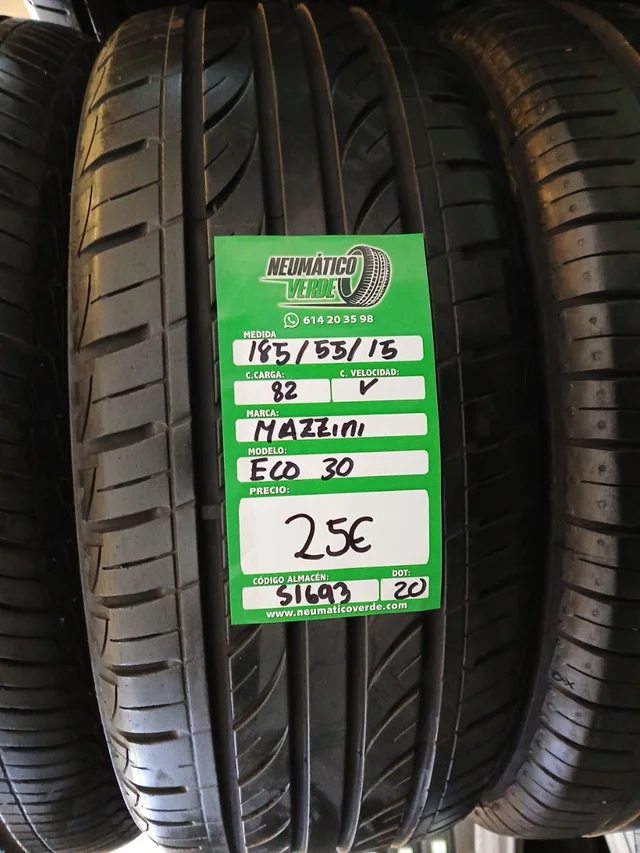 NEUMÁTICO
VERDE
614 20 35 98
MEDIDA
185/55/15
C.CARGA: C. VELOCIDAD:
82 V
MARCA:
MAZZINI
MODELO:
ECO 30
PRECIO:
25€
CÓDIGO ALMACÉN: DOT:
S1693 20
www.neumaticoverde.com